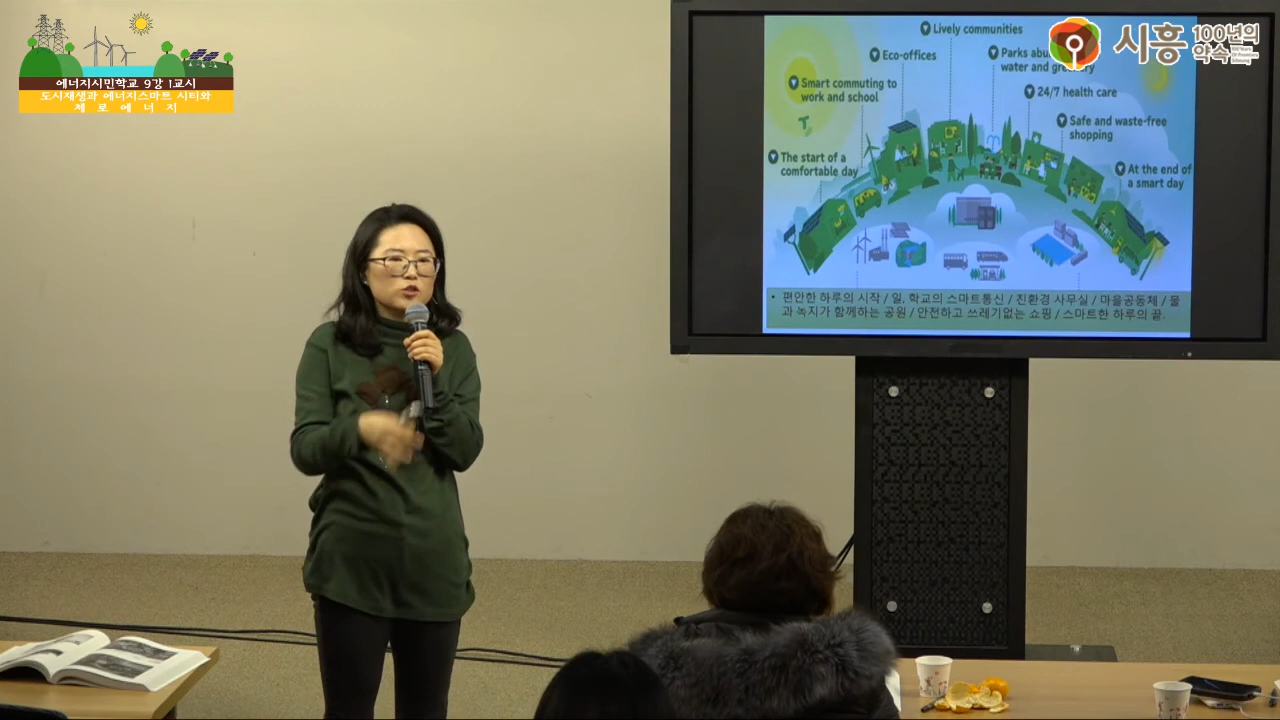 에너지시민학교 9강 1교시
도시재생과 에너지스마트 시티와
제 로 에 너 지
시흥 100년의
약속
Lively communities
Eco-offices
Parks
water and
Smart commuting to
work and school
24/7 health care
Safe and waste-free
shopping
The start of a
comfortable day
At the end of
a smart day
• 편안한 하루의 시작 / 일, 학교의 스마트통신 / 친환경 사무실 / 마을공동체 / 물
과 녹지가 함께하는 공원 / 안전하고 쓰레기없는 쇼핑 / 스마트한 하루의 끝.